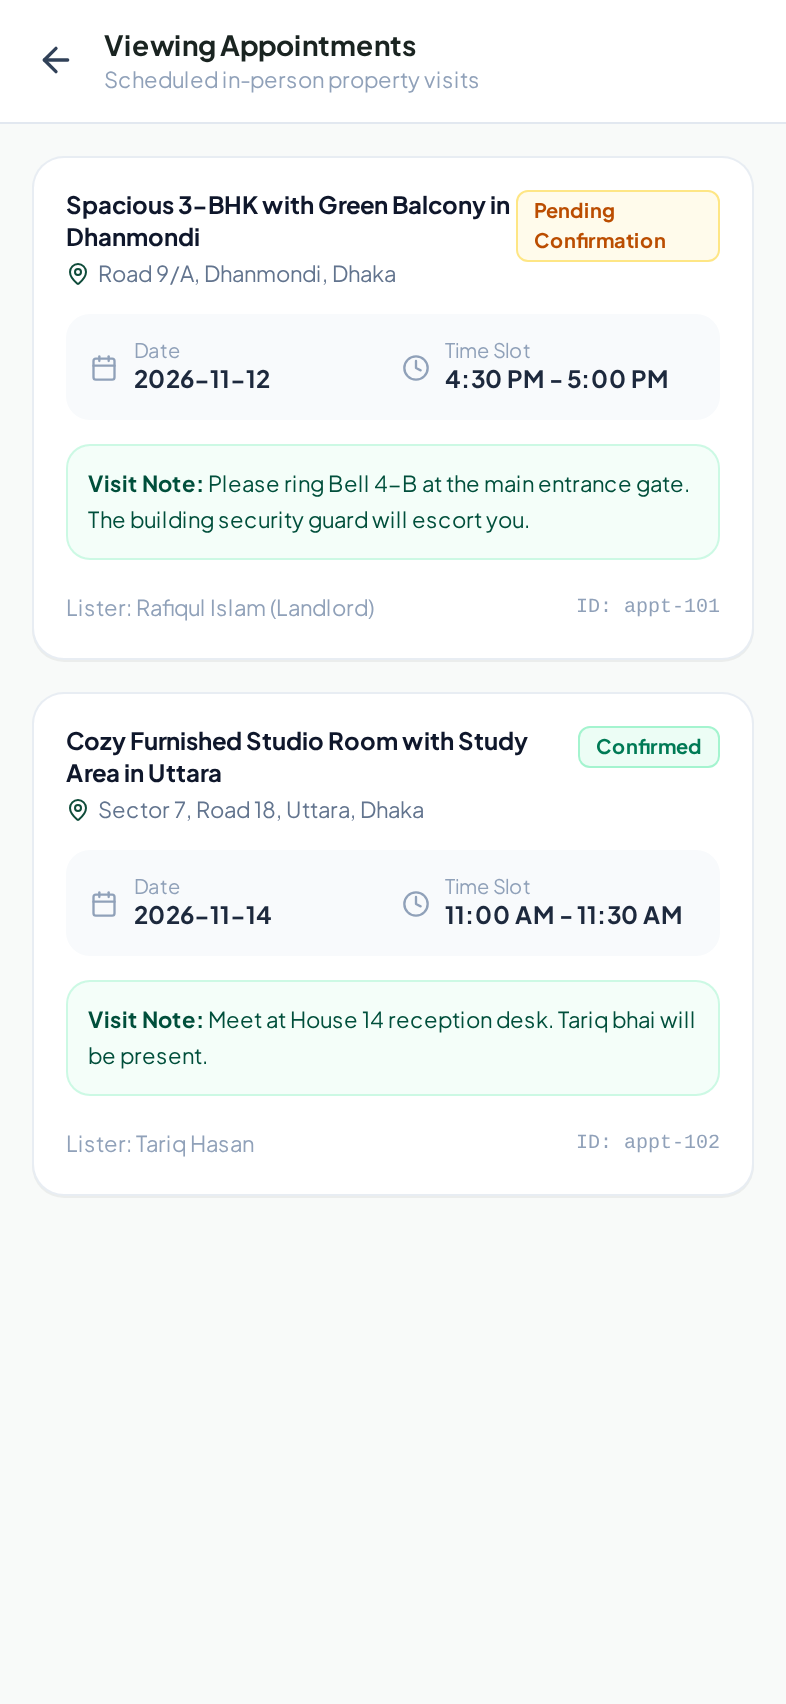 Viewing Appointments
Scheduled in-person property visits
Spacious 3-BHK with Green Balcony in
Dhanmondi
Pending
Confirmation
Road 9/A, Dhanmondi, Dhaka
Date
2026-11-12
Time Slot
4:30 PM - 5:00 PM
Visit Note: Please ring Bell 4-B at the main entrance gate.
The building security guard will escort you.
Lister: Rafiqul Islam (Landlord)
ID: appt-101
Cozy Furnished Studio Room with Study
Area in Uttara
Confirmed
Sector 7, Road 18, Uttara, Dhaka
Date
2026-11-14
Time Slot
11:00 AM - 11:30 AM
Visit Note: Meet at House 14 reception desk. Tariq bhai will
be present.
Lister: Tariq Hasan
ID: appt-102